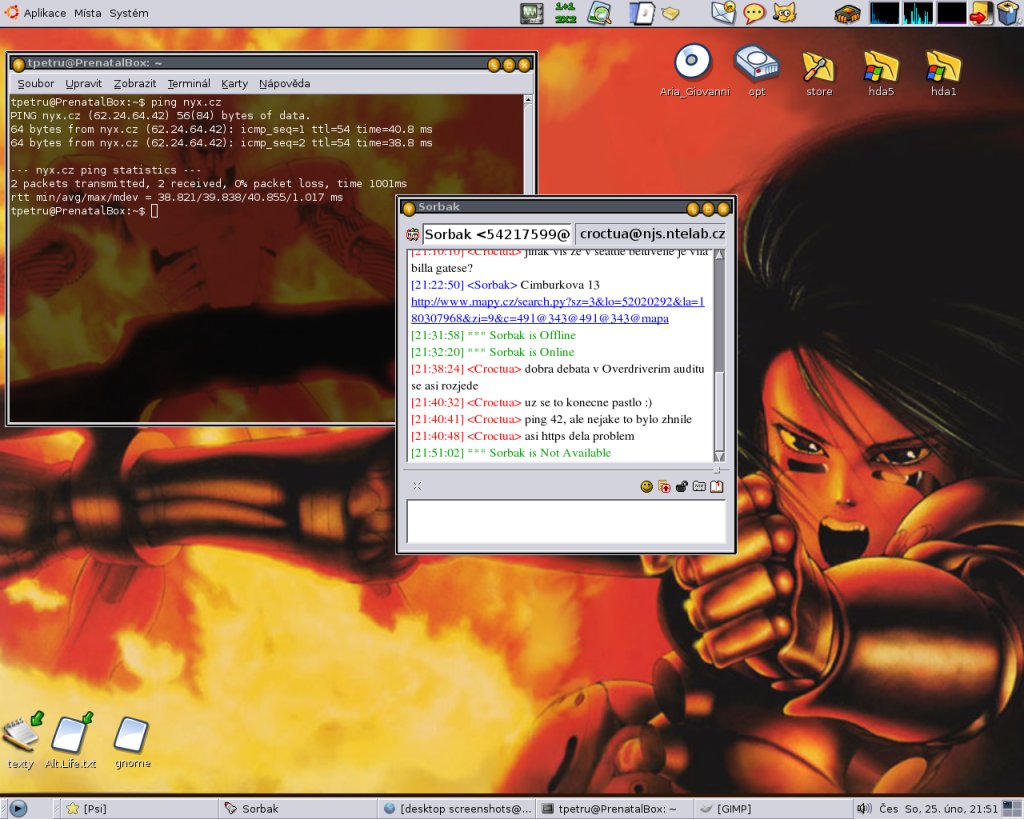 Aplikace Místa Systém
1+1
2X2
tpetru@PrenatalBox: ~
Soubor Upravit Zobrazit Terminál Karty Nápověda
tpetru@PrenatalBox:~$ ping nyx.cz
PING nyx.cz (62.24.64.42) 56(84) bytes of data.
64 bytes from nyx.cz (62.24.64.42): icmp_seq=1 ttl=54 time=40.8 ms
64 bytes from nyx.cz (62.24.64.42): icmp_seq=2 ttl=54 time=38.8 ms
--- nyx.cz ping statistics ---
2 packets transmitted, 2 received, 0% packet loss, time 1001ms
rtt min/avg/max/mdev = 38.821/39.838/40.855/1.017 ms
tpetru@PrenatalBox:~$
Aria_Giovanni opt store hda5 hda1
Sorbak
Sorbak <54217599@ croctua@njs.ntelab.cz
[21:10:10] <Croctua> jinak vis ze v seattle beluvelle je vila
billa gatese?
[21:22:50] <Sorbak> Cimburkova 13
http://www.mapy.cz/search.py?sz=3&lo=52020292&la=1
80307968&zi=9&c=491@343@491@343@mapa
[21:31:58] *** Sorbak is Offline
[21:32:20] *** Sorbak is Online
[21:38:24] <Croctua> dobra debata v Overdriverim auditu
se asi rozjede
[21:40:32] <Croctua> uz se to konecne pastlo :)
[21:40:41] <Croctua> ping 42, ale nejake to bylo zhnile
[21:40:48] <Croctua> asi https dela problem
[21:51:02] *** Sorbak is Not Available
texty Alt.Life.txt gnome
[Psi] Sorbak [desktop screenshots@... tpetru@PrenatalBox: ~ [GIMP] Čes So, 25. úno, 21:51